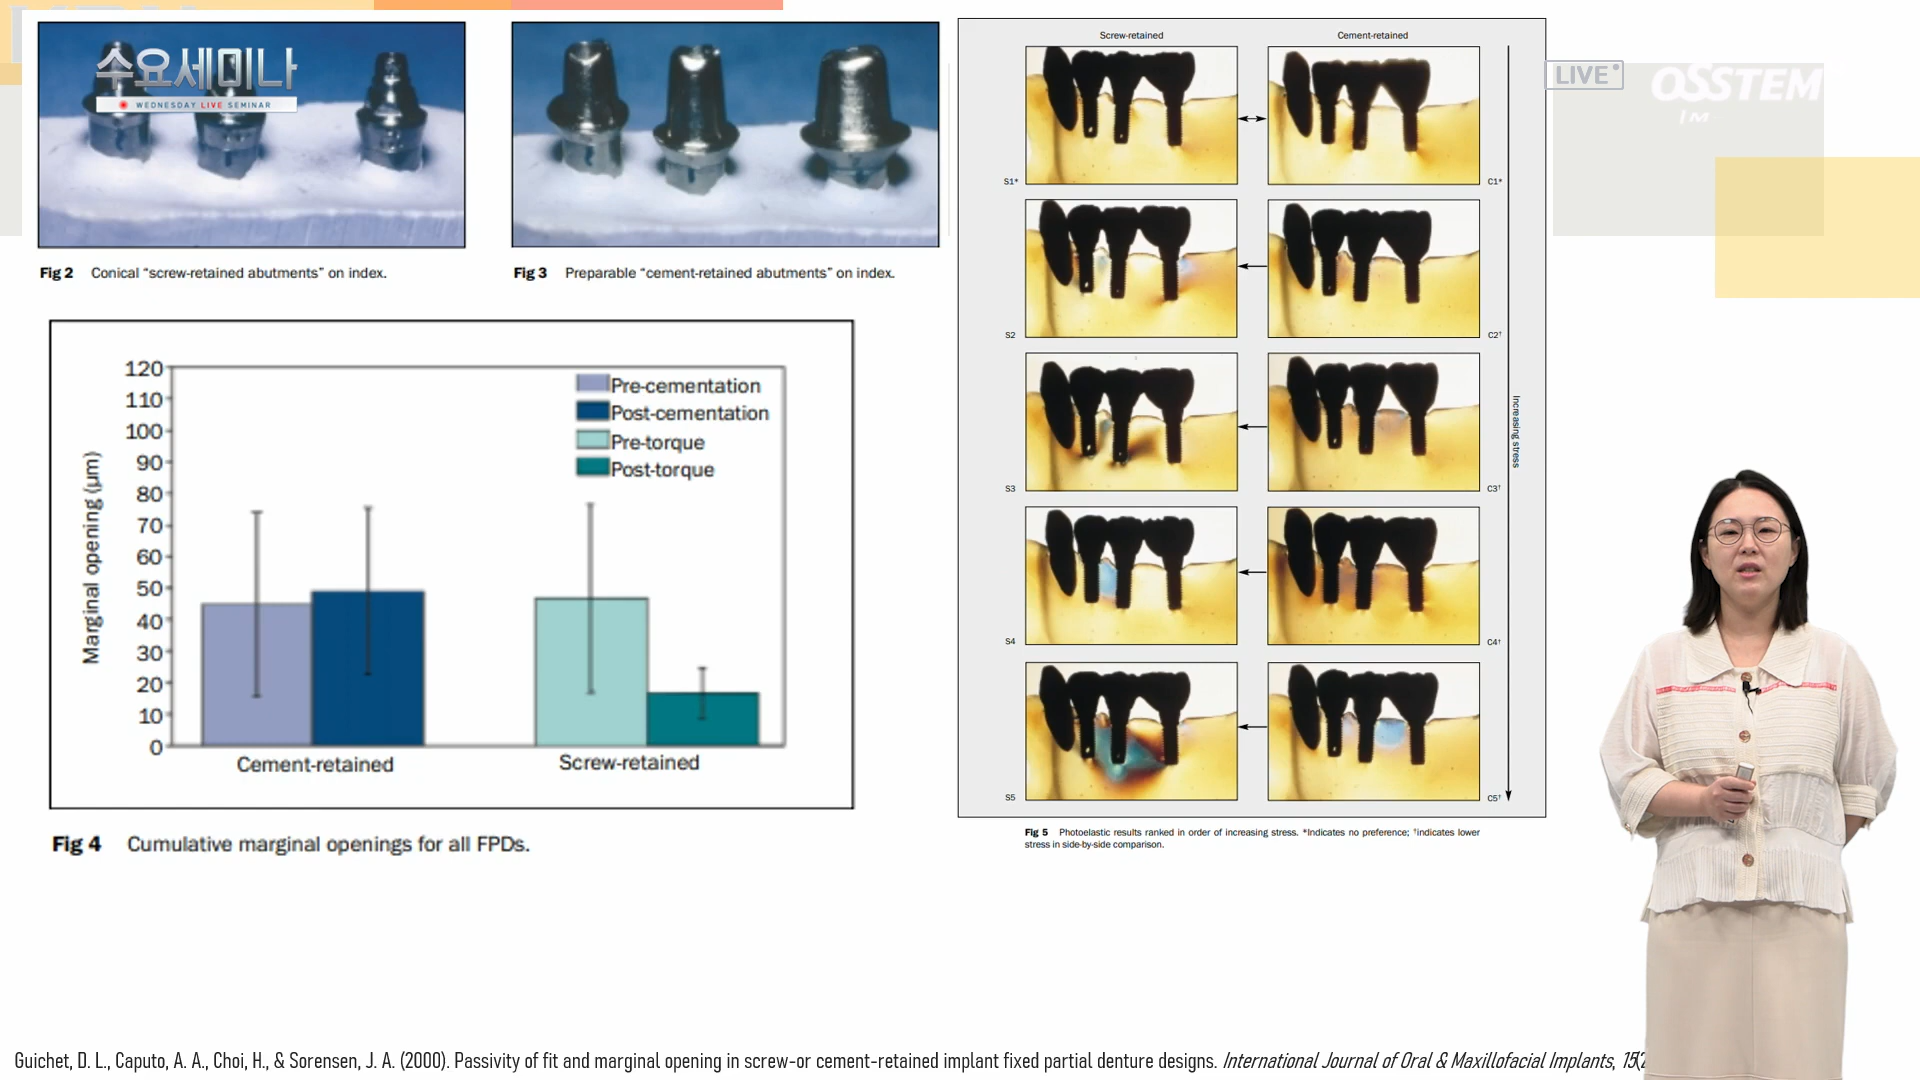 수요세미나
WEDNESDAY LIVE SEMINAR
Fig 2 Conical “screw-retained abutments” on index.
Fig 3 Preparable “cement-retained abutments” on index.
120
110
100
90
80
70
60
50
40
30
20
10
0
Marginal opening (μm)
Pre-cementation
Post-cementation
Pre-torque
Post-torque
Cement-retained
Screw-retained
Fig 4 Cumulative marginal openings for all FPDs.
Screw-retained
Cement-retained
S1*
C1*
S2
C2†
S3
C3†
S4
C4†
S5
C5†
Increasing stress
Fig 5 Photoelastic results ranked in order of increasing stress. *Indicates no preference; †indicates lower
stress in side-by-side comparison.
LIVE
OSSTEM
IM
Guichet, D. L., Caputo, A. A., Choi, H., & Sorensen, J. A. (2000). Passivity of fit and marginal opening in screw-or cement-retained implant fixed partial denture designs. International Journal of Oral & Maxillofacial Implants, 15(2